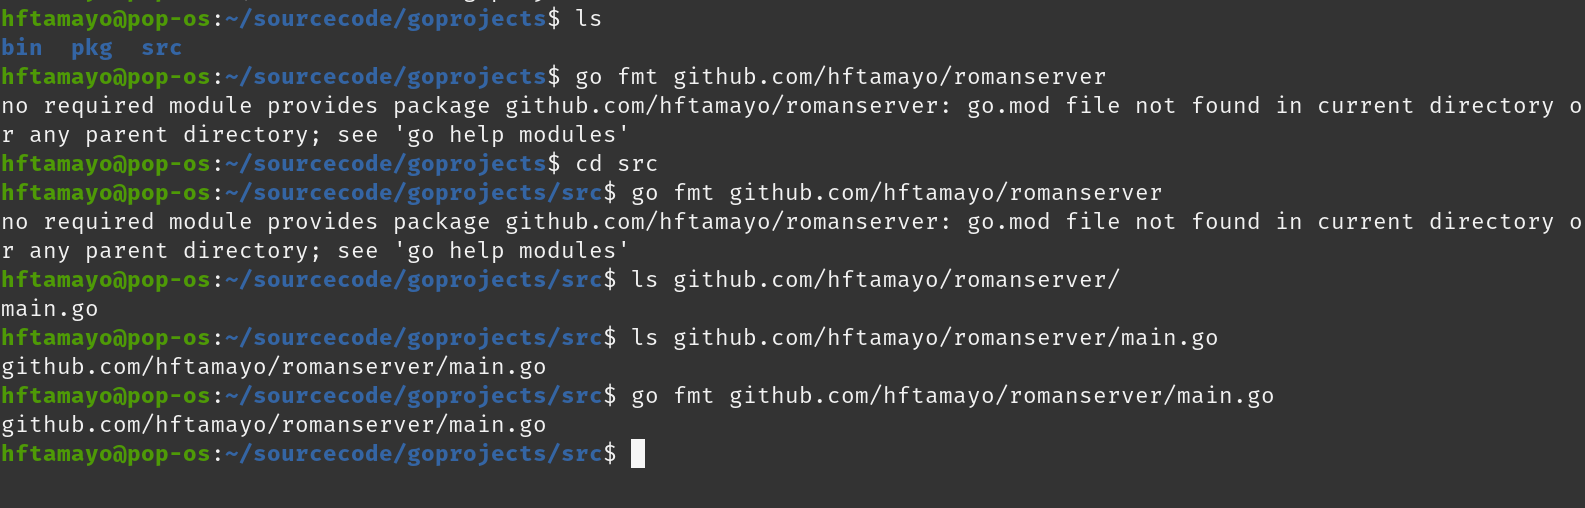 hftamayo@pop-os:~/sourcecode/goprojects$ ls
bin  pkg  src
hftamayo@pop-os:~/sourcecode/goprojects$ go fmt github.com/hftamayo/romanserver
no required module provides package github.com/hftamayo/romanserver: go.mod file not found in current directory o
r any parent directory; see 'go help modules'
hftamayo@pop-os:~/sourcecode/goprojects$ cd src
hftamayo@pop-os:~/sourcecode/goprojects/src$ go fmt github.com/hftamayo/romanserver
no required module provides package github.com/hftamayo/romanserver: go.mod file not found in current directory o
r any parent directory; see 'go help modules'
hftamayo@pop-os:~/sourcecode/goprojects/src$ ls github.com/hftamayo/romanserver/
main.go
hftamayo@pop-os:~/sourcecode/goprojects/src$ ls github.com/hftamayo/romanserver/main.go
github.com/hftamayo/romanserver/main.go
hftamayo@pop-os:~/sourcecode/goprojects/src$ go fmt github.com/hftamayo/romanserver/main.go
github.com/hftamayo/romanserver/main.go
hftamayo@pop-os:~/sourcecode/goprojects/src$